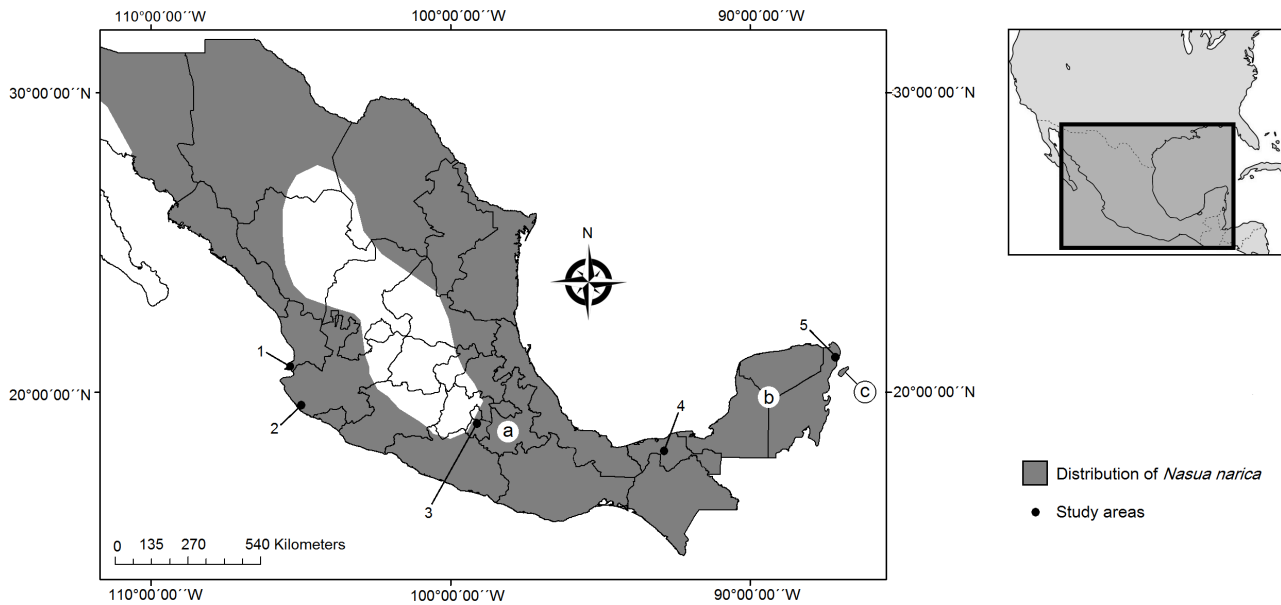 110°00'00´´W 100°00'00´´W 90°00'00´´W
30°00´00´´N 30°00´00´´N
N
5
1
20°00´00´´N b c 20°00´00´´N
2 4
a
3
Distribution of Nasua narica
Study areas
0 135 270 540 Kilometers
110°00'00´´W 100°00'00´´W 90°00'00´´W